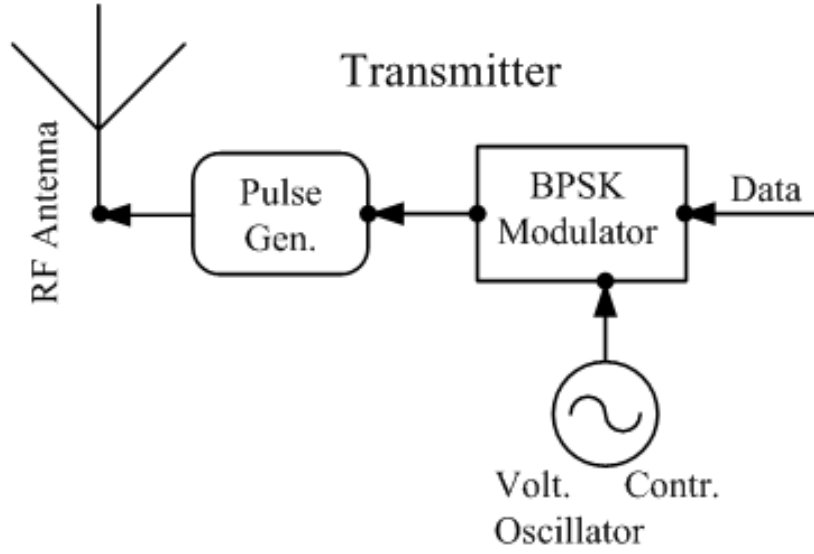 Transmitter
RF Antenna
Pulse
Gen.
BPSK
Modulator
Data
Volt. Contr.
Oscillator